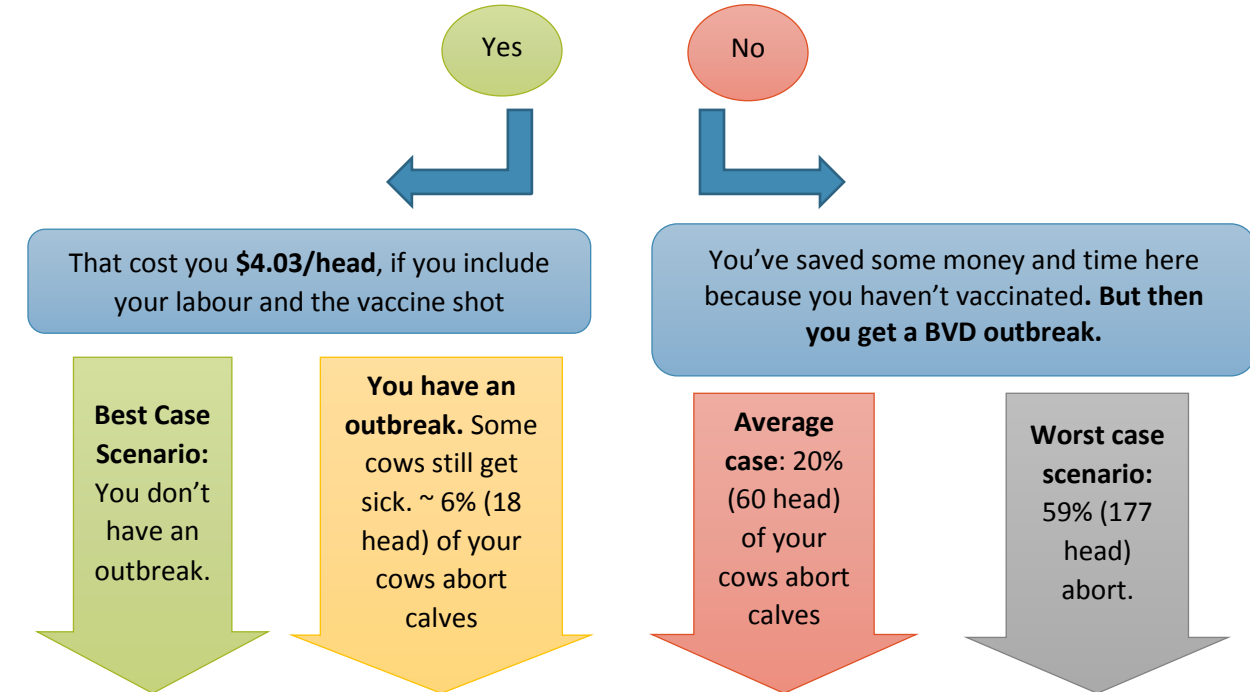 Yes
No
That cost you $4.03/head, if you include
your labour and the vaccine shot
You’ve saved some money and time here
because you haven’t vaccinated. But then
you get a BVD outbreak.
Best Case
Scenario:
You don’t
have an
outbreak.
You have an
outbreak. Some
cows still get
sick. ~ 6% (18
head) of your
cows abort
calves
Average
case: 20%
(60 head)
of your
cows abort
calves
Worst case
scenario:
59% (177
head)
abort.